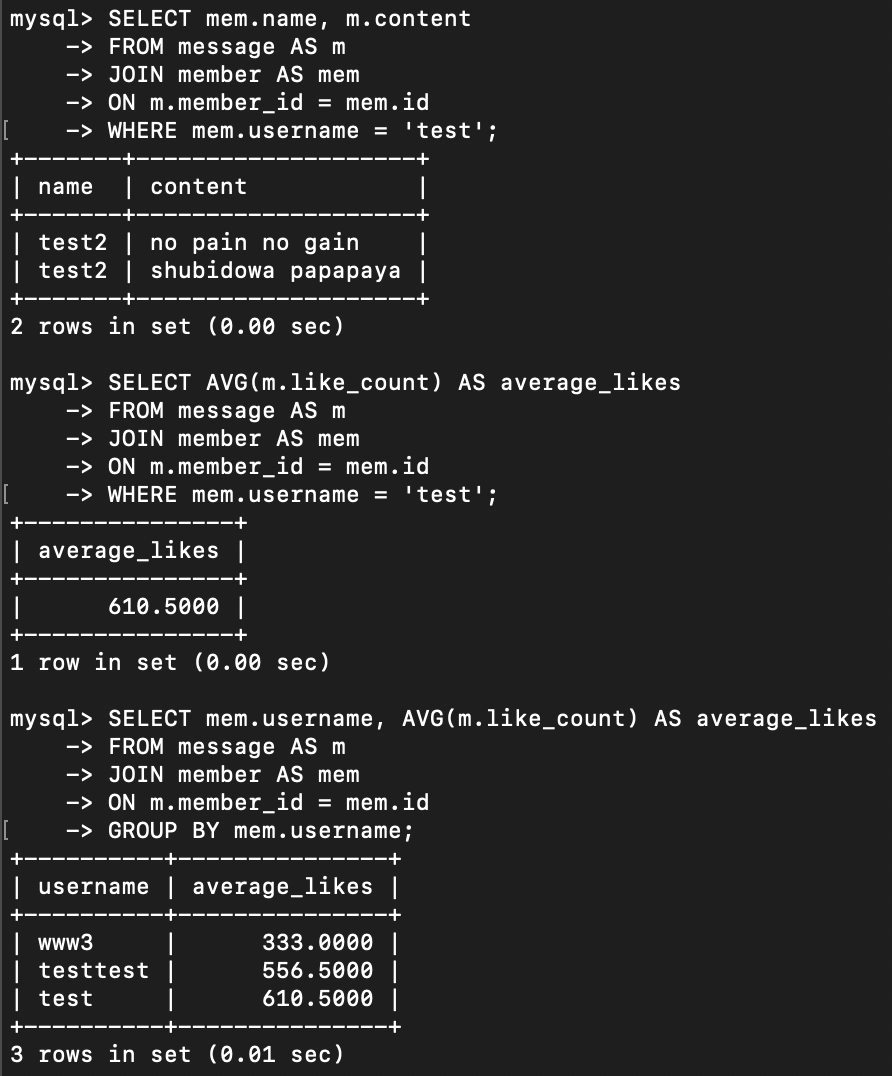 mysql> SELECT mem.name, m.content
    -> FROM message AS m
    -> JOIN member AS mem
    -> ON m.member_id = mem.id
[    -> WHERE mem.username = 'test';
+-------+--------------------+
| name  | content            |
+-------+--------------------+
| test2 | no pain no gain    |
| test2 | shubidowa papapaya |
+-------+--------------------+
2 rows in set (0.00 sec)

mysql> SELECT AVG(m.like_count) AS average_likes
    -> FROM message AS m
    -> JOIN member AS mem
    -> ON m.member_id = mem.id
[    -> WHERE mem.username = 'test';
+---------------+
| average_likes |
+---------------+
|      610.5000 |
+---------------+
1 row in set (0.00 sec)

mysql> SELECT mem.username, AVG(m.like_count) AS average_likes
    -> FROM message AS m
    -> JOIN member AS mem
    -> ON m.member_id = mem.id
[    -> GROUP BY mem.username;
+----------+---------------+
| username | average_likes |
+----------+---------------+
| www3     |      333.0000 |
| testtest |      556.5000 |
| test     |      610.5000 |
+----------+---------------+
3 rows in set (0.01 sec)